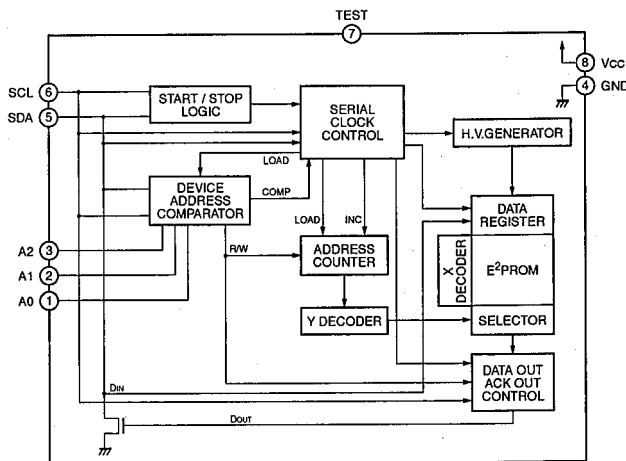 TEST
7
8 VCC
SCL 6
4 GND
SDA 5
START / STOP
LOGIC
SERIAL
CLOCK
CONTROL
H.V.GENERATOR
LOAD
COMP
DEVICE
ADDRESS
COMPARATOR
LOAD
INC
DATA
REGISTER
A2 3
R/W
ADDRESS
COUNTER
X
DECODER
E²PROM
A1 2
A0 1
Y DECODER
SELECTOR
DATA OUT
ACK OUT
CONTROL
DIN
DOUT